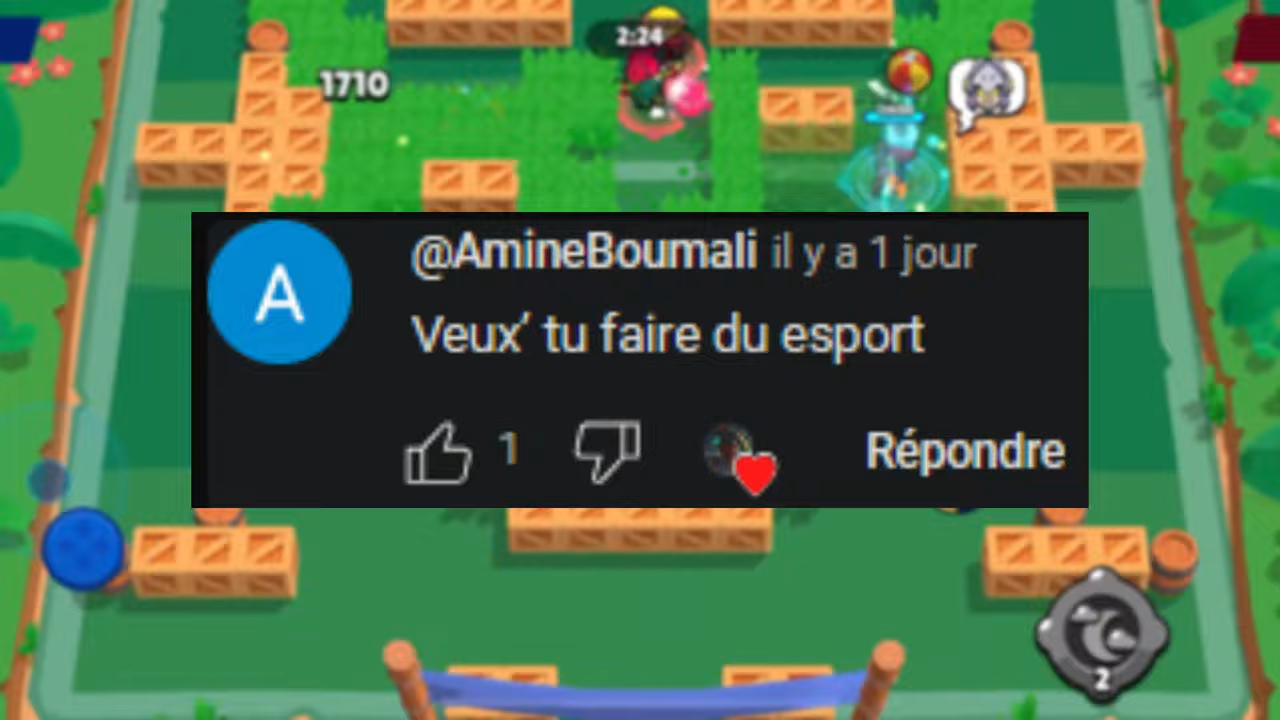 2:24
1710
A
@AmineBoumali il y a 1 jour
Veux’ tu faire du esport
1
Répondre
2